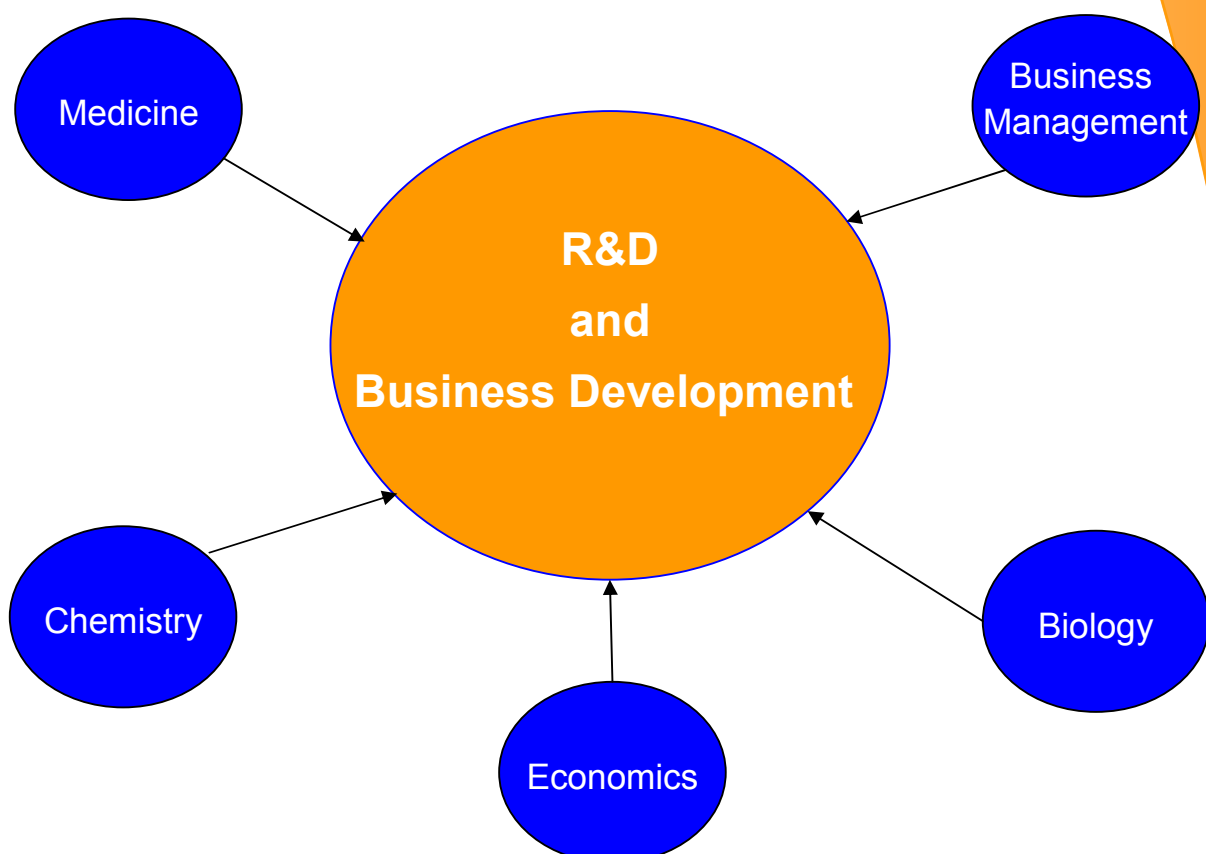 Medicine
Business
Management
R&D
and
Business Development
Chemistry
Biology
Economics